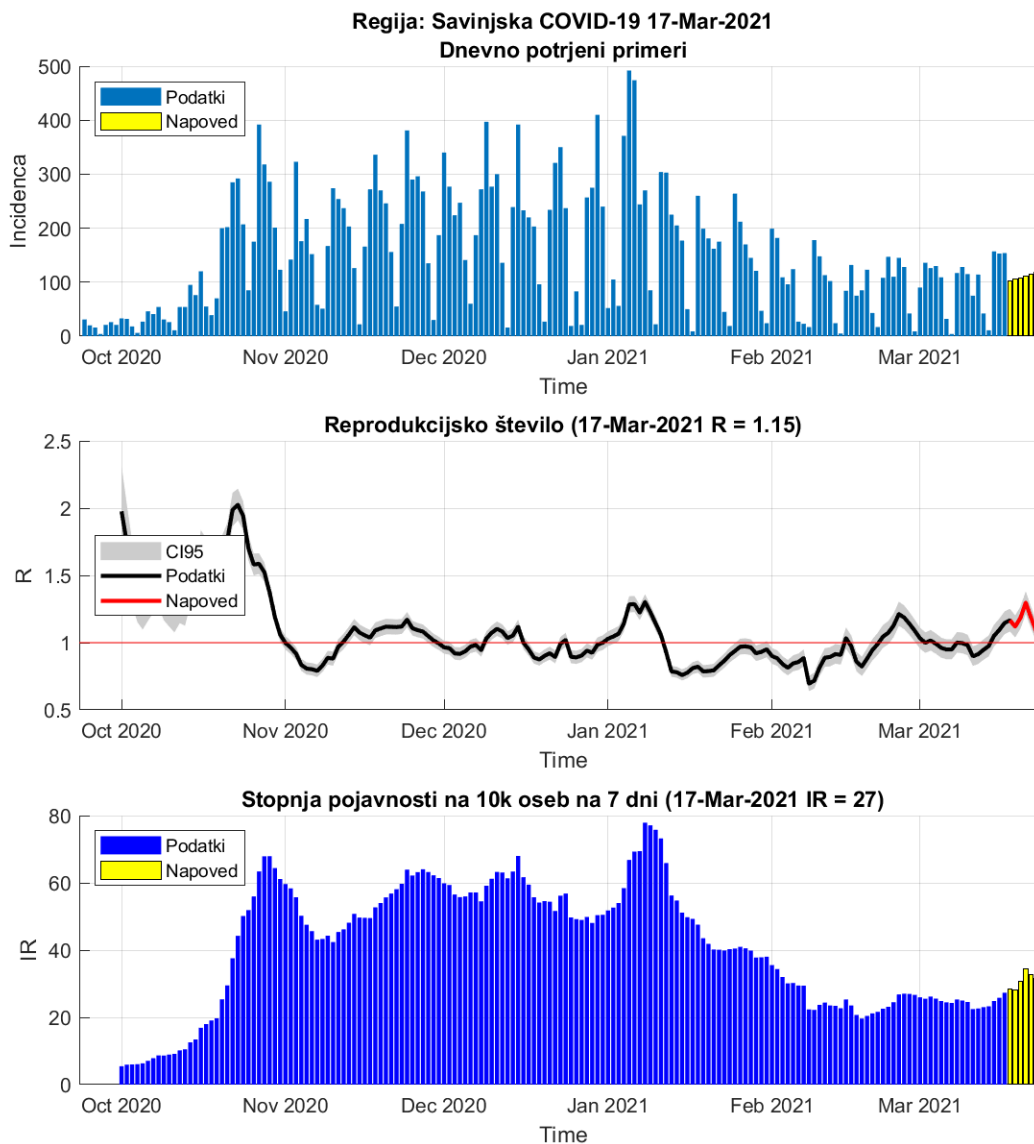 Regija: Savinjska COVID-19 17-Mar-2021
Dnevno potrjeni primeri
500
400
300
200
100
0
Incidenca
Podatki
Napoved
Oct 2020
Nov 2020
Dec 2020
Jan 2021
Feb 2021
Mar 2021
Time
Reprodukcijsko število (17-Mar-2021 R = 1.15)
2.5
2
1.5
1
0.5
R
CI95
Podatki
Napoved
Oct 2020
Nov 2020
Dec 2020
Jan 2021
Feb 2021
Mar 2021
Time
Stopnja pojavnosti na 10k oseb na 7 dni (17-Mar-2021 IR = 27)
80
60
40
20
0
IR
Podatki
Napoved
Oct 2020
Nov 2020
Dec 2020
Jan 2021
Feb 2021
Mar 2021
Time